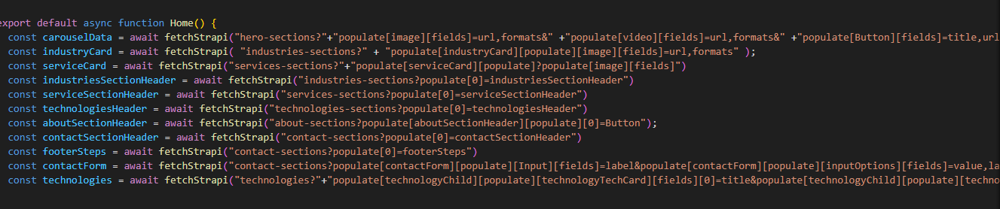 export default async function Home() {
const carouselData = await fetchStrapi("hero-sections?"+"populate[image][fields]=url,formats&" +"populate[video][fields]=url,formats&" +"populate[Button][fields]=title,url
const industryCard = await fetchStrapi( "industries-sections?" + "populate[industryCard][populate][image][fields]=url,formats" );
const serviceCard = await fetchStrapi("services-sections?"+"populate[serviceCard][populate]?populate[image][fields]")
const industriesSectionHeader = await fetchStrapi("industries-sections?populate[0]=industriesSectionHeader")
const serviceSectionHeader = await fetchStrapi("services-sections?populate[0]=serviceSectionHeader")
const technologiesHeader = await fetchStrapi("technologies-sections?populate[0]=technologiesHeader")
const aboutSectionHeader = await fetchStrapi("about-sections?populate[aboutSectionHeader][populate][0]=Button");
const contactSectionHeader = await fetchStrapi("contact-sections?populate[0]=contactSectionHeader")
const footerSteps = await fetchStrapi("contact-sections?populate[0]=footerSteps")
const contactForm = await fetchStrapi("contact-sections?populate[contactForm][populate][Input][fields]=label&populate[contactForm][populate][inputOptions][fields]=value,la
const technologies = await fetchStrapi("technologies?"+"populate[technologyChild][populate][technologyTechCard][fields][0]=title&populate[technologyChild][populate][techno